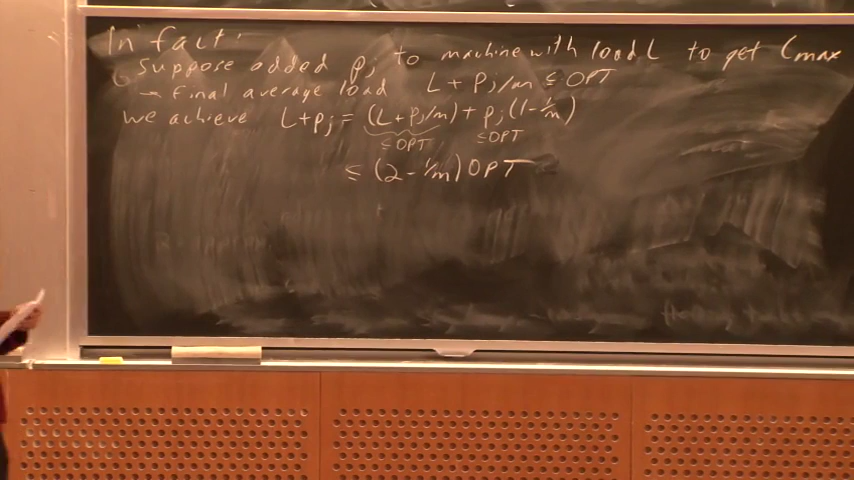 In fact:
Suppose added pj to machine with load L to get Cmax
→ final average load L + Pj/m ≤ OPT
we achieve L+pj = (L+Pj/m) + pj(1-1/m)
≤OPT ≤OPT
≤ (2-1/m) OPT